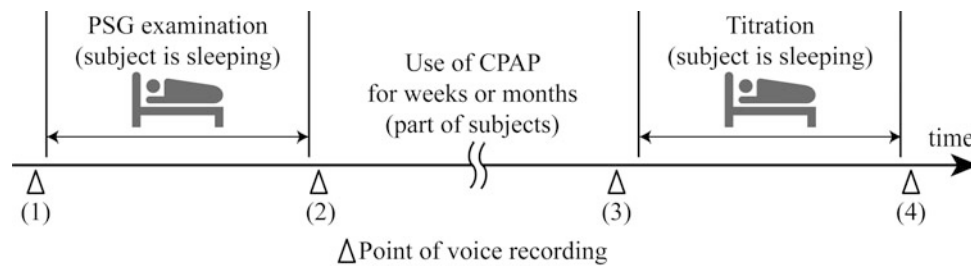 PSG examination
(subject is sleeping)
Use of CPAP
for weeks or months
(part of subjects)
Titration
(subject is sleeping)
time
(1)
(2)
(3)
(4)
Point of voice recording